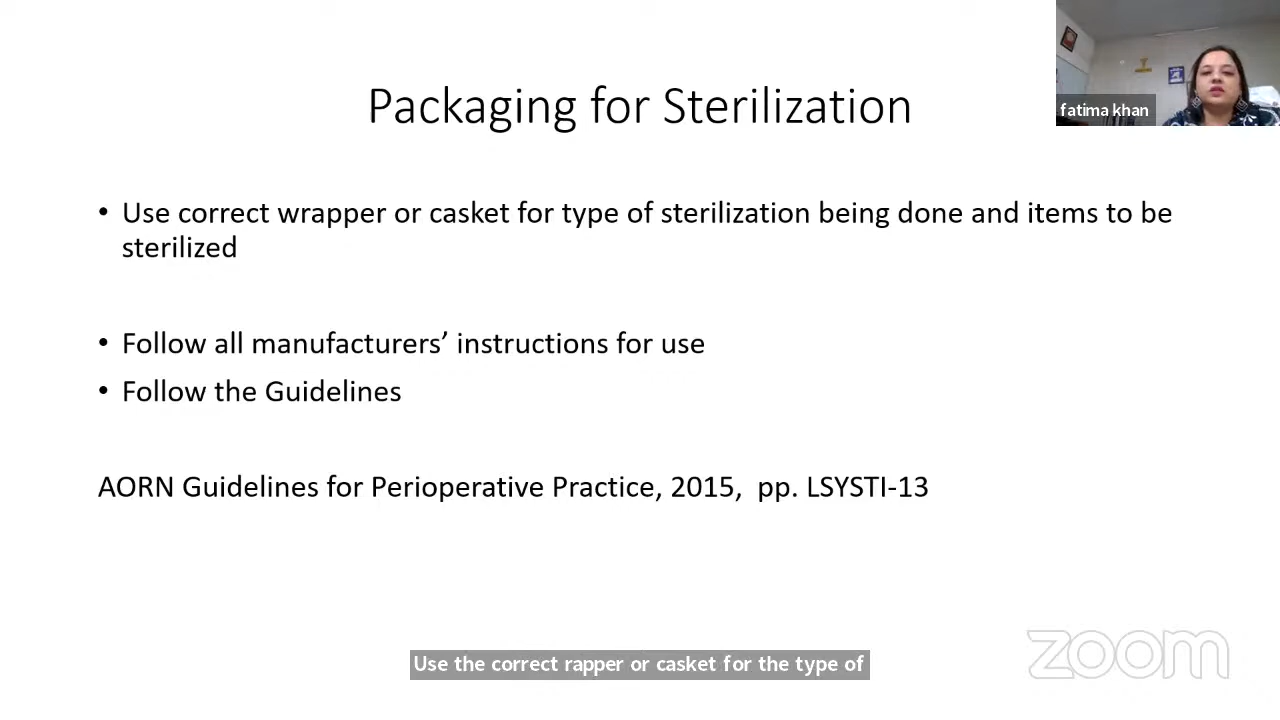 Packaging for Sterilization
fatima khan
• Use correct wrapper or casket for type of sterilization being done and items to be
sterilized
• Follow all manufacturers’ instructions for use
• Follow the Guidelines
AORN Guidelines for Perioperative Practice, 2015,  pp. LSYSTI-13
Use the correct rapper or casket for the type of
zoom